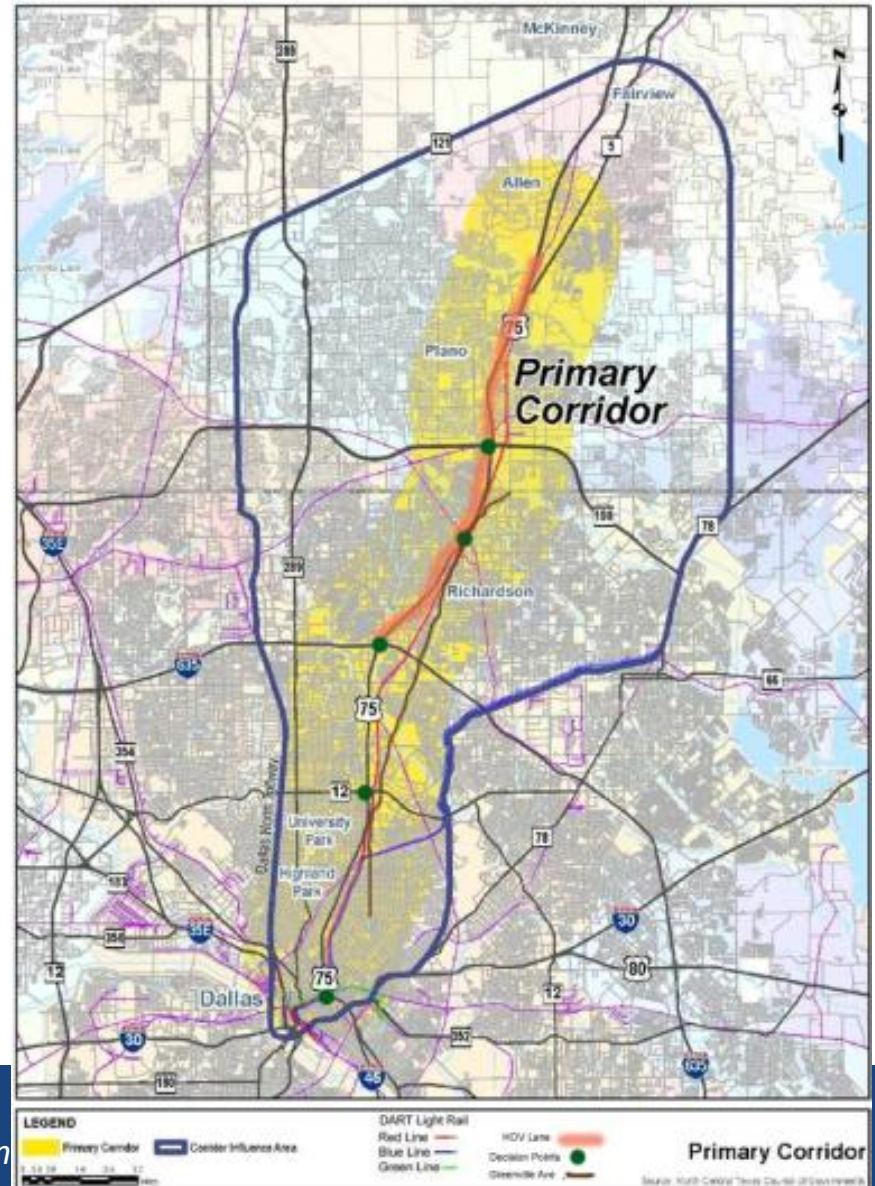 McKinney
Fairview
289
121
5
Allen
75
Plano
Primary
Corridor
190
78
35E
289
Richardson
635
66
75
354
12
University
Park
Dallas North Tollway
78
Highland
Park
183
35E
356
30
80
75
12
12
Dallas
30
352
180
45
635
LEGEND
Primary Corridor
Corridor Influence Area
DART Light Rail
Red Line
Blue Line
Green Line
HOV Lane
Decision Points
Greenville Ave
Primary Corridor
Source: North Central Texas Council of Governments